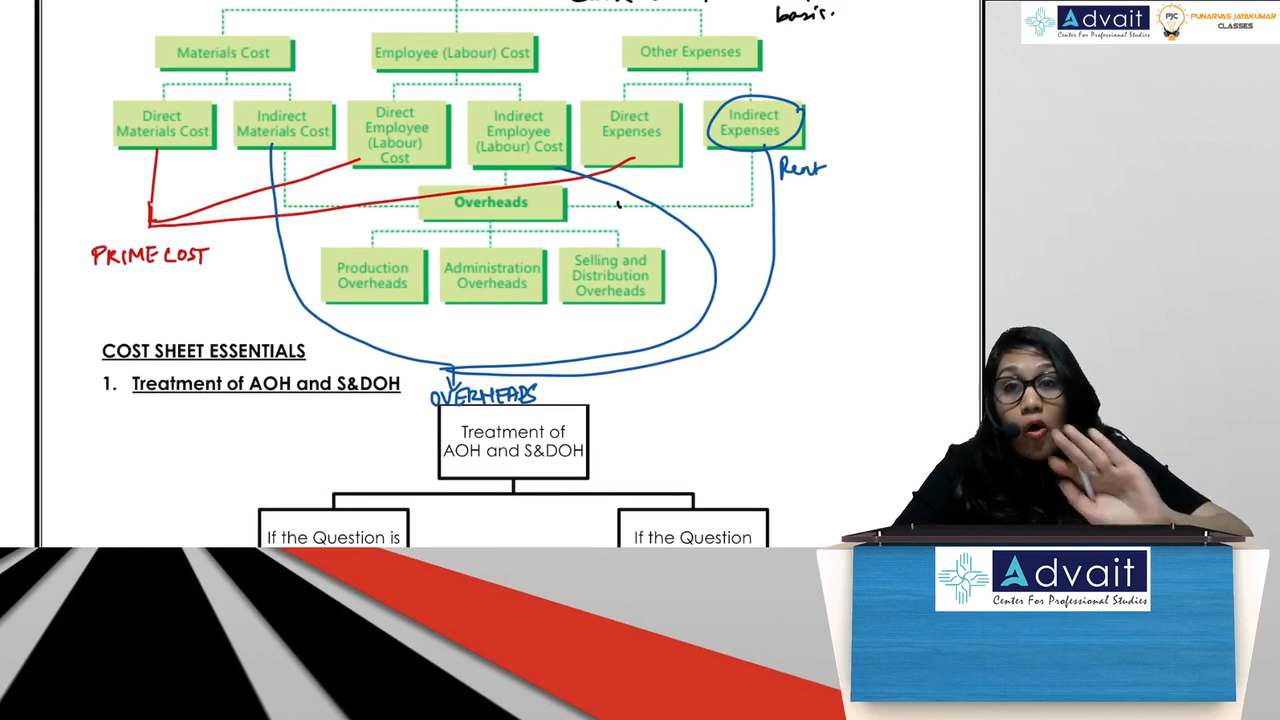 basis.
Advait
Center For Professional Studies
PJC
PUNARVAS JAYAKUMAR
CLASSES
Materials Cost
Employee (Labour) Cost
Other Expenses
Direct
Materials Cost
Indirect
Materials Cost
Direct
Employee
(Labour)
Cost
Indirect
Employee
(Labour) Cost
Direct
Expenses
Indirect
Expenses
Rent
Overheads
PRIME COST
Production
Overheads
Administration
Overheads
Selling and
Distribution
Overheads
COST SHEET ESSENTIALS
1. Treatment of AOH and S&DOH
OVERHEADS
Treatment of
AOH and S&DOH
If the Question is
If the Question
Advait
Center For Professional Studies